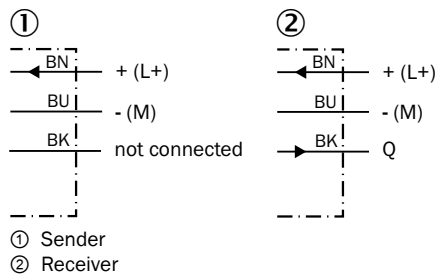 ① ②
BN + (L+) BN + (L+)
BU - (M) BU - (M)
BK not connected BK Q
① Sender
② Receiver